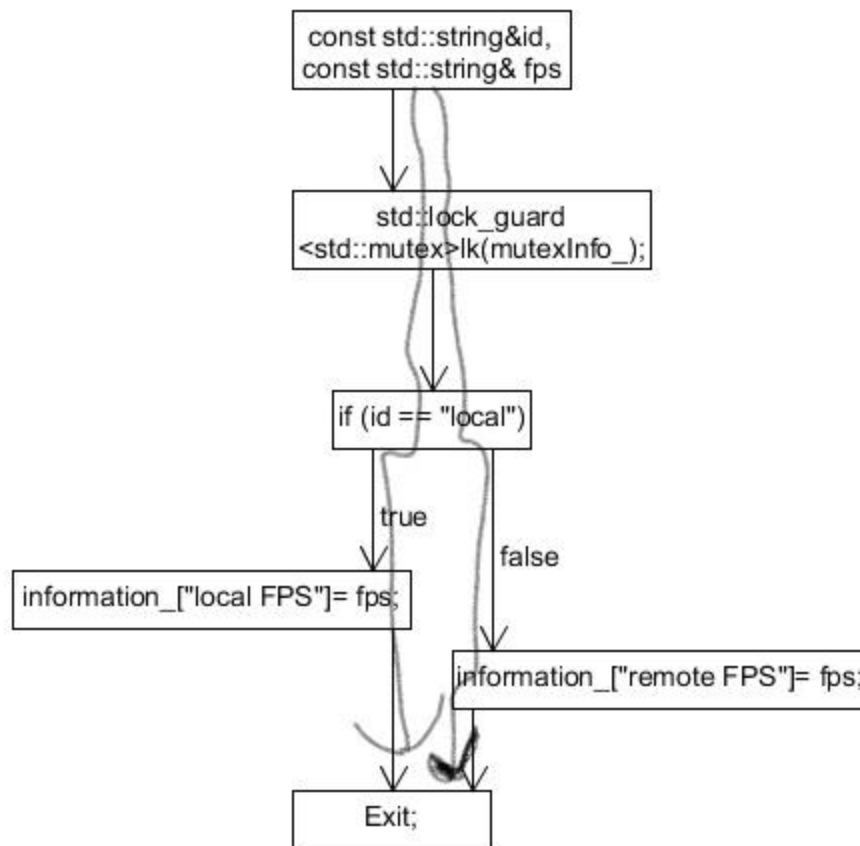 const std::string&id,
const std::string& fps
std::lock_guard
<std::mutex>lk(mutexInfo_);
if (id == "local")
true
false
information_["local FPS"]= fps;
information_["remote FPS"]= fps;
Exit;